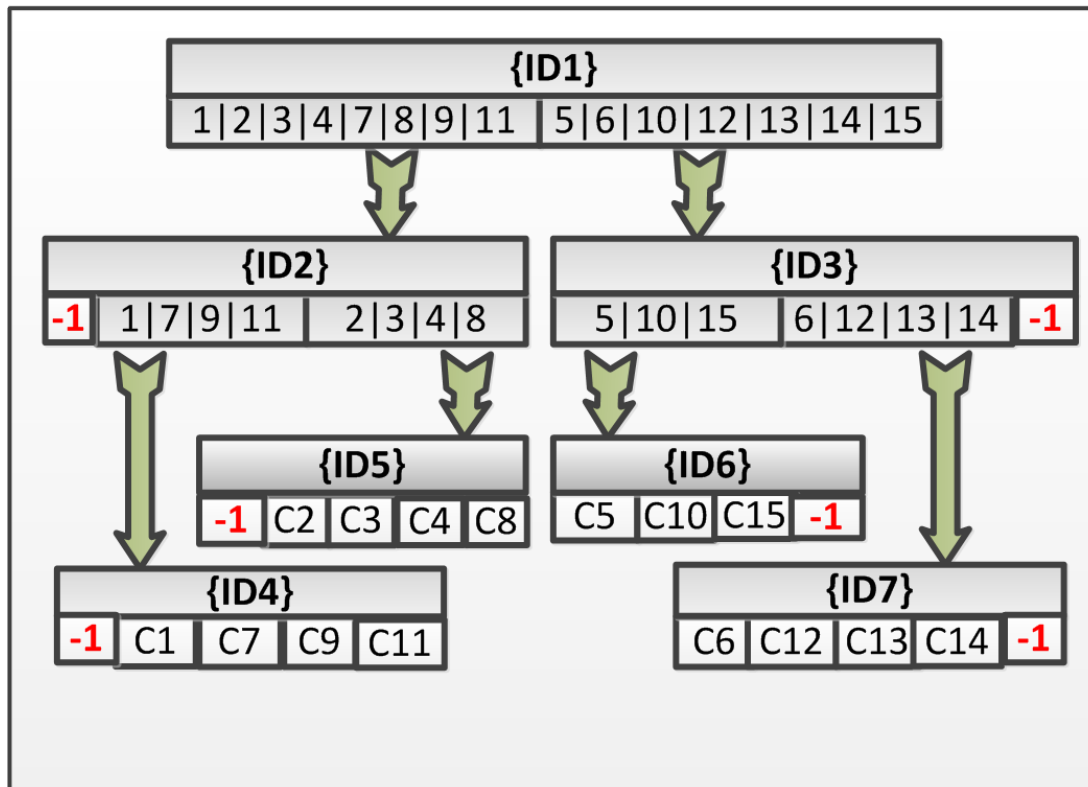 {ID1}
1|2|3|4|7|8|9|11 5|6|10|12|13|14|15
{ID2} {ID3}
-1 1|7|9|11 2|3|4|8 5|10|15 6|12|13|14 -1
{ID5} {ID6}
-1 C2 C3 C4 C8 C5 C10 C15 -1
{ID4} {ID7}
-1 C1 C7 C9 C11 C6 C12 C13 C14 -1